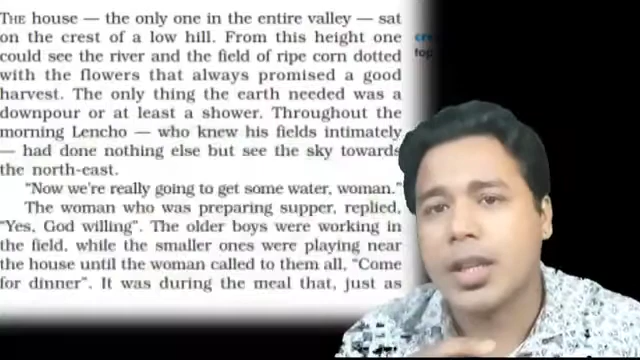 THE house — the only one in the entire valley — sat
on the crest of a low hill. From this height one
could see the river and the field of ripe corn dotted
with the flowers that always promised a good
harvest. The only thing the earth needed was a
downpour or at least a shower. Throughout the
morning Lencho — who knew his fields intimately
— had done nothing else but see the sky towards
the north-east.
“Now we're really going to get some water, woman.”
The woman who was preparing supper, replied,
“Yes, God willing”. The older boys were working in
the field, while the smaller ones were playing near
the house until the woman called to them all, “Come
for dinner”. It was during the meal that, just as
cre
top